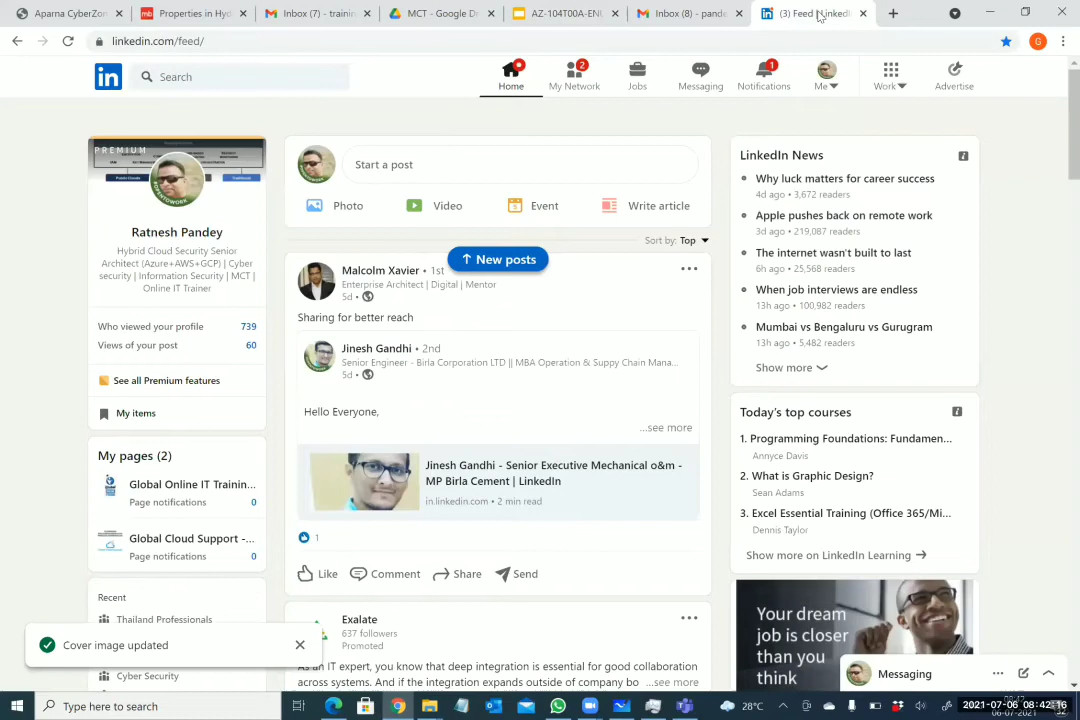 Aparna CyberZon
Properties in Hyd
Inbox (7) - training
MCT - Google Dr
AZ-104T00A-ENU
Inbox (8) - pande
(3) Feed | LinkedIn
linkedin.com/feed/
G
in
Search
Home
2
My Network
Jobs
Messaging
1
Notifications
Me
Work
Advertise
PREMIUM
Ratnesh Pandey
Hybrid Cloud Security Senior
Architect (Azure+AWS+GCP) | Cyber
security | Information Security | MCT |
Online IT Trainer
Who viewed your profile 739
Views of your post 60
See all Premium features
My items
My pages (2)
Global Online IT Trainin...
Page notifications 0
Global Cloud Support -...
Page notifications 0
Recent
Thailand Professionals
Cyber Security
Cover image updated
Start a post
Photo
Video
Event
Write article
Sort by: Top
New posts
Malcolm Xavier • 1st
Enterprise Architect | Digital | Mentor
5d •
Sharing for better reach
Jinesh Gandhi • 2nd
Senior Engineer - Birla Corporation LTD || MBA Operation & Suppy Chain Mana...
5d •
Hello Everyone,
...see more
Jinesh Gandhi - Senior Executive Mechanical o&m -
MP Birla Cement | LinkedIn
in.linkedin.com • 2 min read
1
Like
Comment
Share
Send
Exalate
637 followers
Promoted
As an IT expert, you know that deep integration is essential for good collaboration
across systems. And if the integration expands outside of company bo ...see more
LinkedIn News
Why luck matters for career success
4d ago • 3,672 readers
Apple pushes back on remote work
3d ago • 219,087 readers
The internet wasn't built to last
6h ago • 25,568 readers
When job interviews are endless
13h ago • 100,982 readers
Mumbai vs Bengaluru vs Gurugram
13h ago • 5,482 readers
Show more
Today's top courses
1. Programming Foundations: Fundamen...
Annyce Davis
2. What is Graphic Design?
Sean Adams
3. Excel Essential Training (Office 365/Mi...
Dennis Taylor
Show more on LinkedIn Learning
Your dream
job is closer
than you
think
Messaging
Type here to search
28°C
2021-07-06 08:42:16